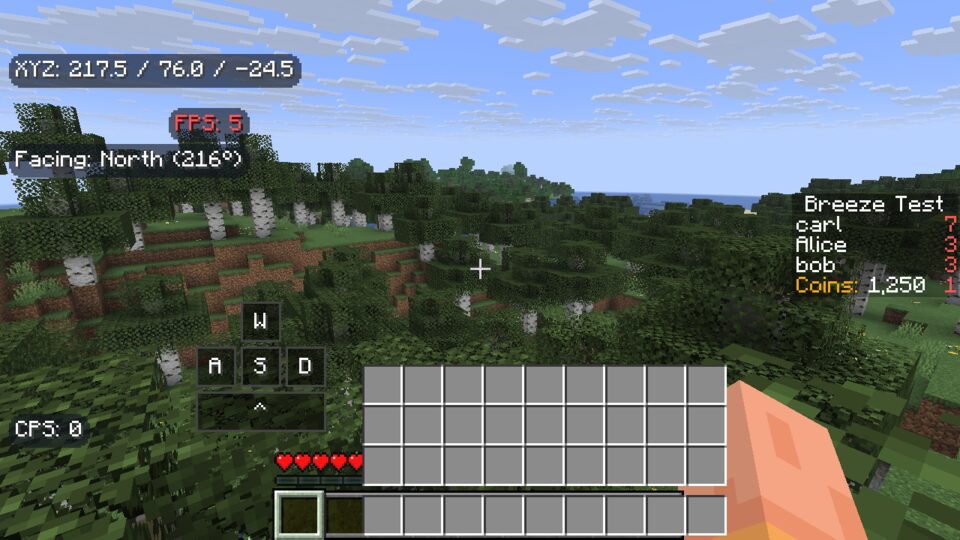 XYZ: 217.5 / 76.0 / -24.5
FPS: 5
Facing: North (216°)
Breeze Test
carl 7
Alice 3
bob 3
Coins: 1,250 1
W
A S D
^
CPS: 0